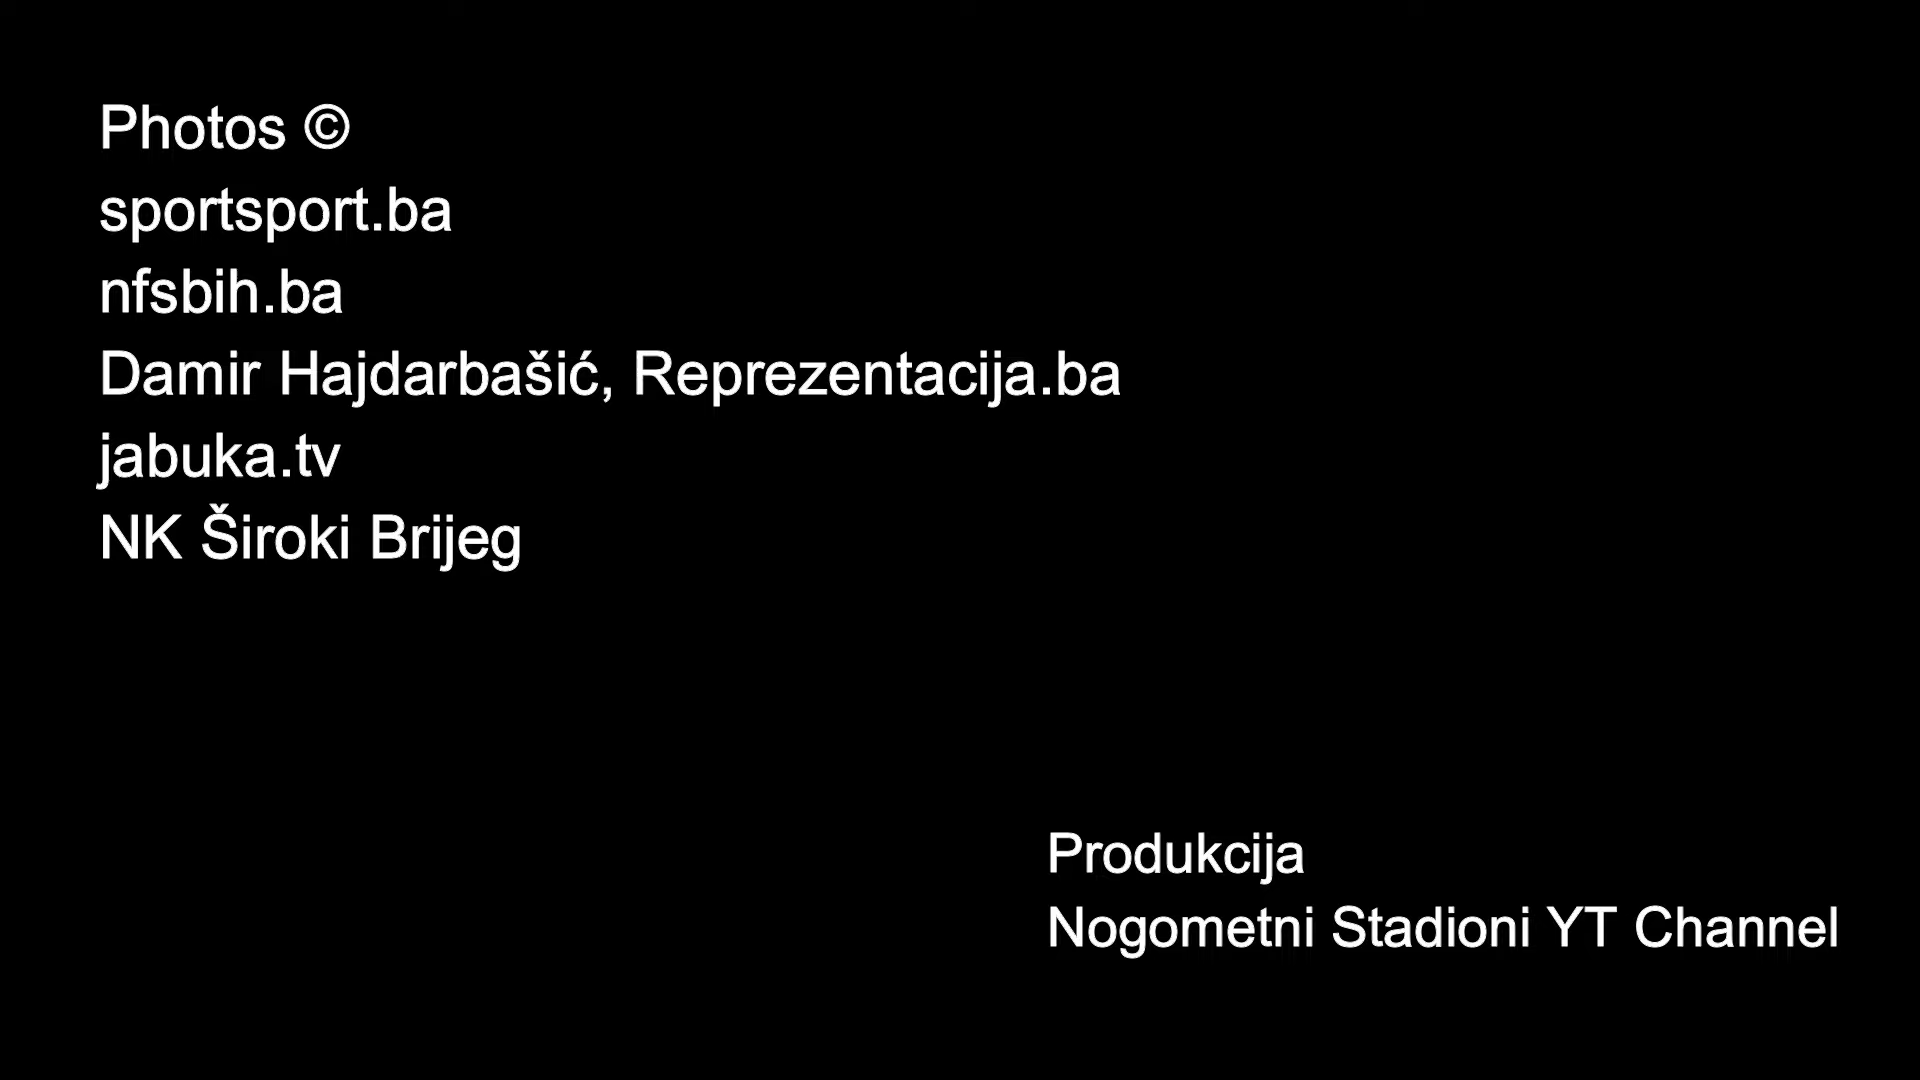 Photos ©
sportsport.ba
nfsbih.ba
Damir Hajdarbašić, Reprezentacija.ba
jabuka.tv
NK Široki Brijeg
Produkcija
Nogometni Stadioni YT Channel